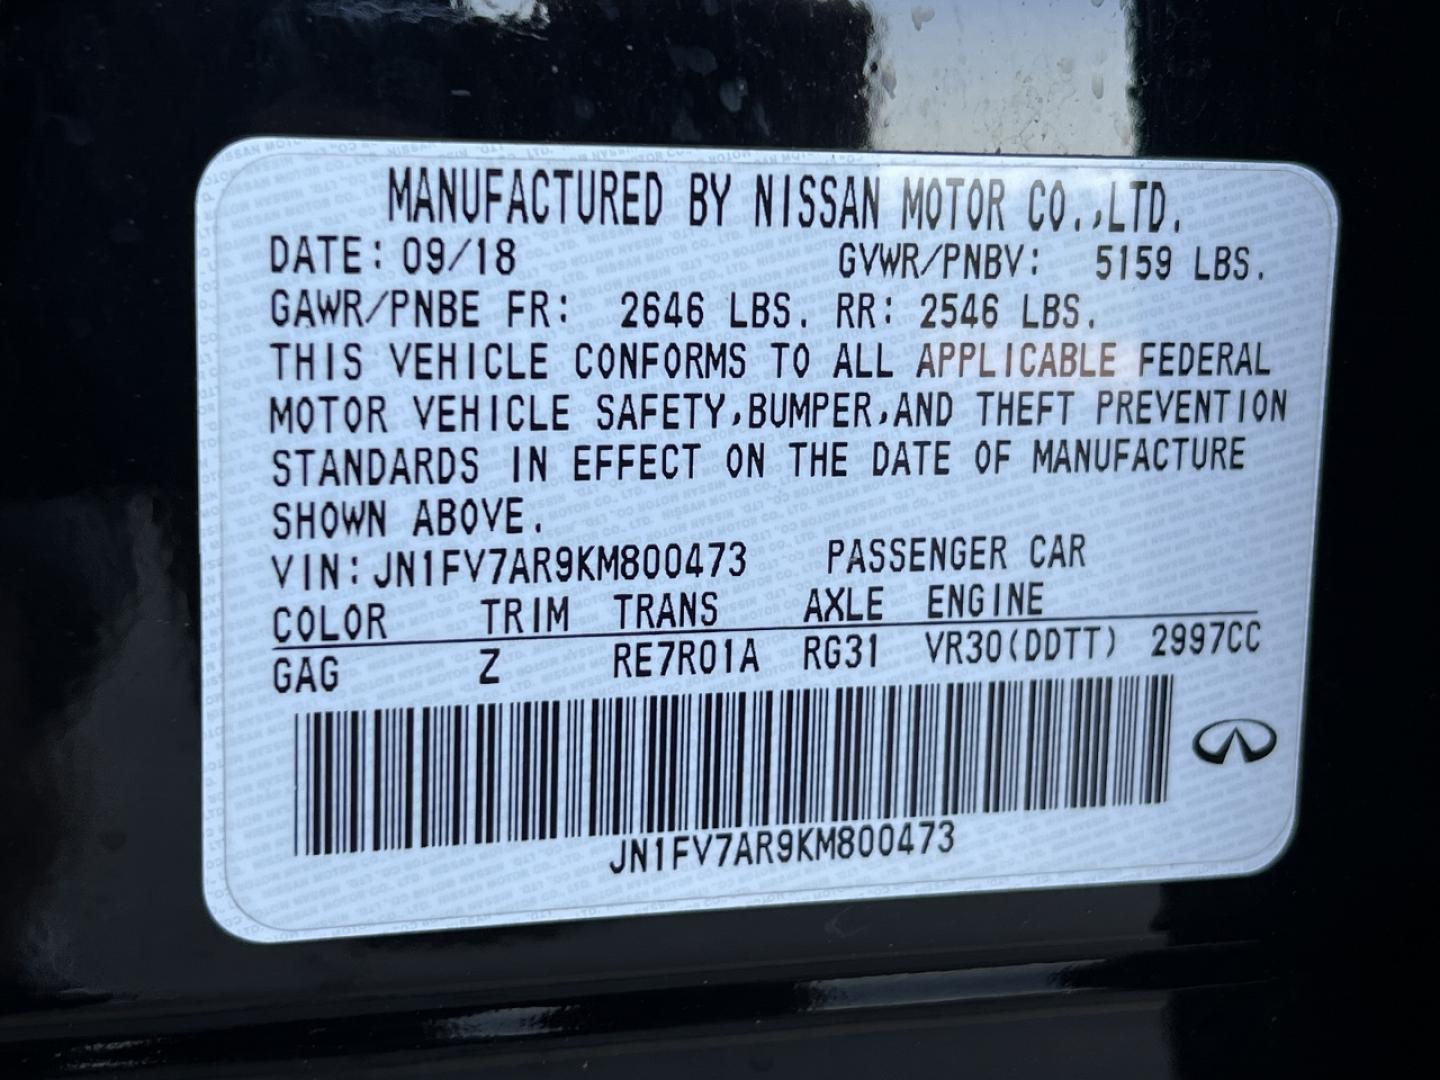 MANUFACTURED BY NISSAN MOTOR CO.,LTD.
DATE: 09/18 GVWR/PNBV: 5159 LBS.
GAWR/PNBE FR: 2646 LBS. RR: 2546 LBS.
THIS VEHICLE CONFORMS TO ALL APPLICABLE FEDERAL
MOTOR VEHICLE SAFETY,BUMPER,AND THEFT PREVENTION
STANDARDS IN EFFECT ON THE DATE OF MANUFACTURE
SHOWN ABOVE.
VIN:JN1FV7AR9KM800473 PASSENGER CAR
COLOR TRIM TRANS AXLE ENGINE
GAG Z RE7R01A RG31 VR30(DDTT) 2997CC
JN1FV7AR9KM800473